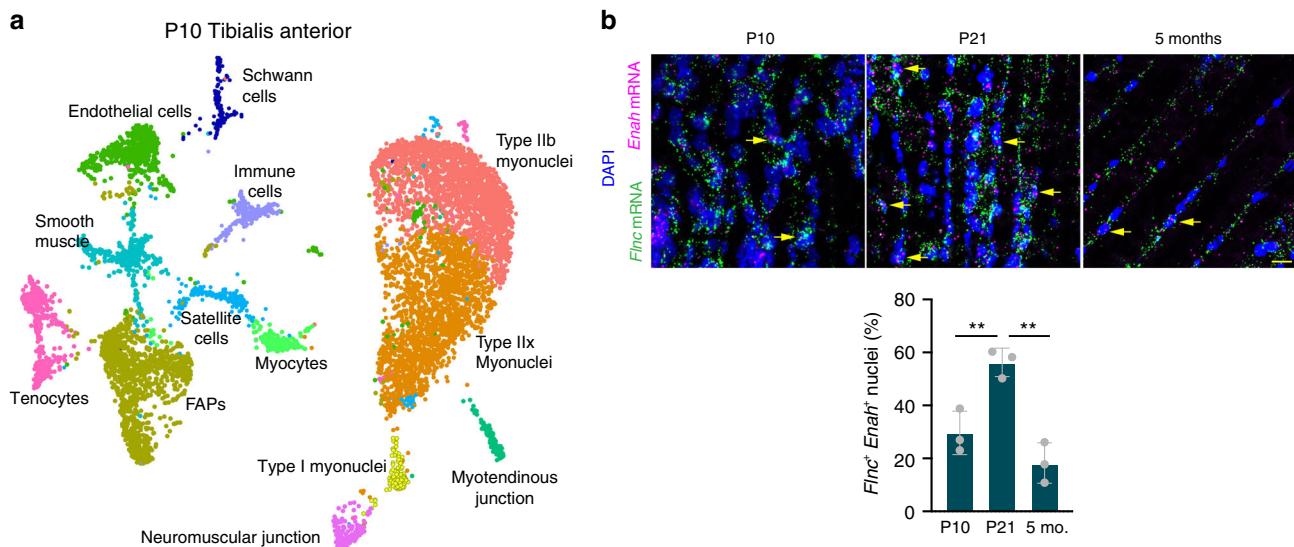 a
P10 Tibialis anterior
Schwann
cells
Endothelial cells
Immune
cells
Smooth
muscle
Satellite
cells
Myocytes
Tenocytes
FAPs
Type IIb
myonuclei
Type IIx
Myonuclei
Type I myonuclei
Myotendinous
junction
Neuromuscular junction
b
P10
P21
5 months
DAPI
Enah mRNA
Flnc mRNA
Flnc⁺ Enah⁺ nuclei (%)
80
60
40
20
0
**
**
P10
P21
5 mo.